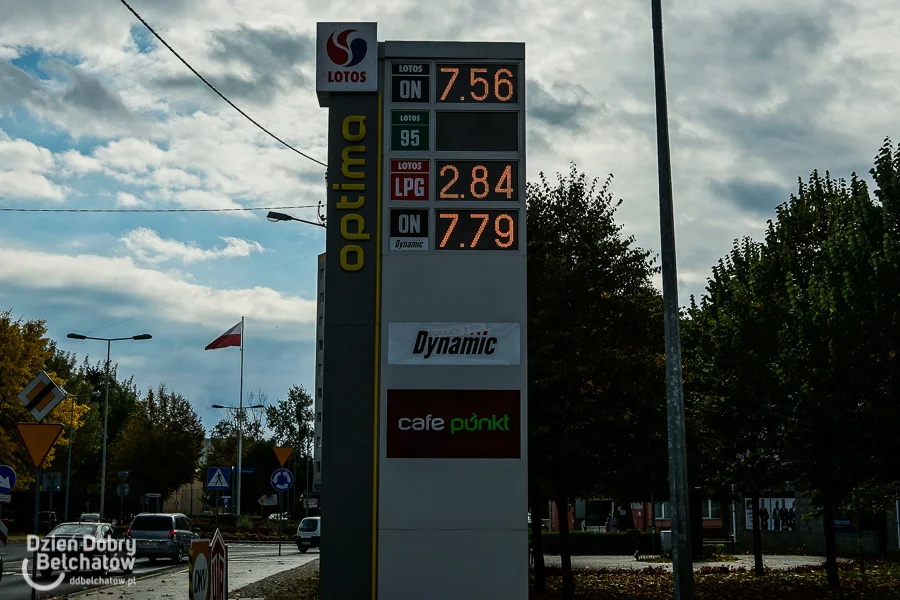 LOTOS
optima
LOTOS
ON 7.56
LOTOS
95
LOTOS
LPG 2.84
ON 7.79
Dynamic
Dynamic
cafe punkt
Dzień Dobry
Bełchatów
ddbelchatow.pl